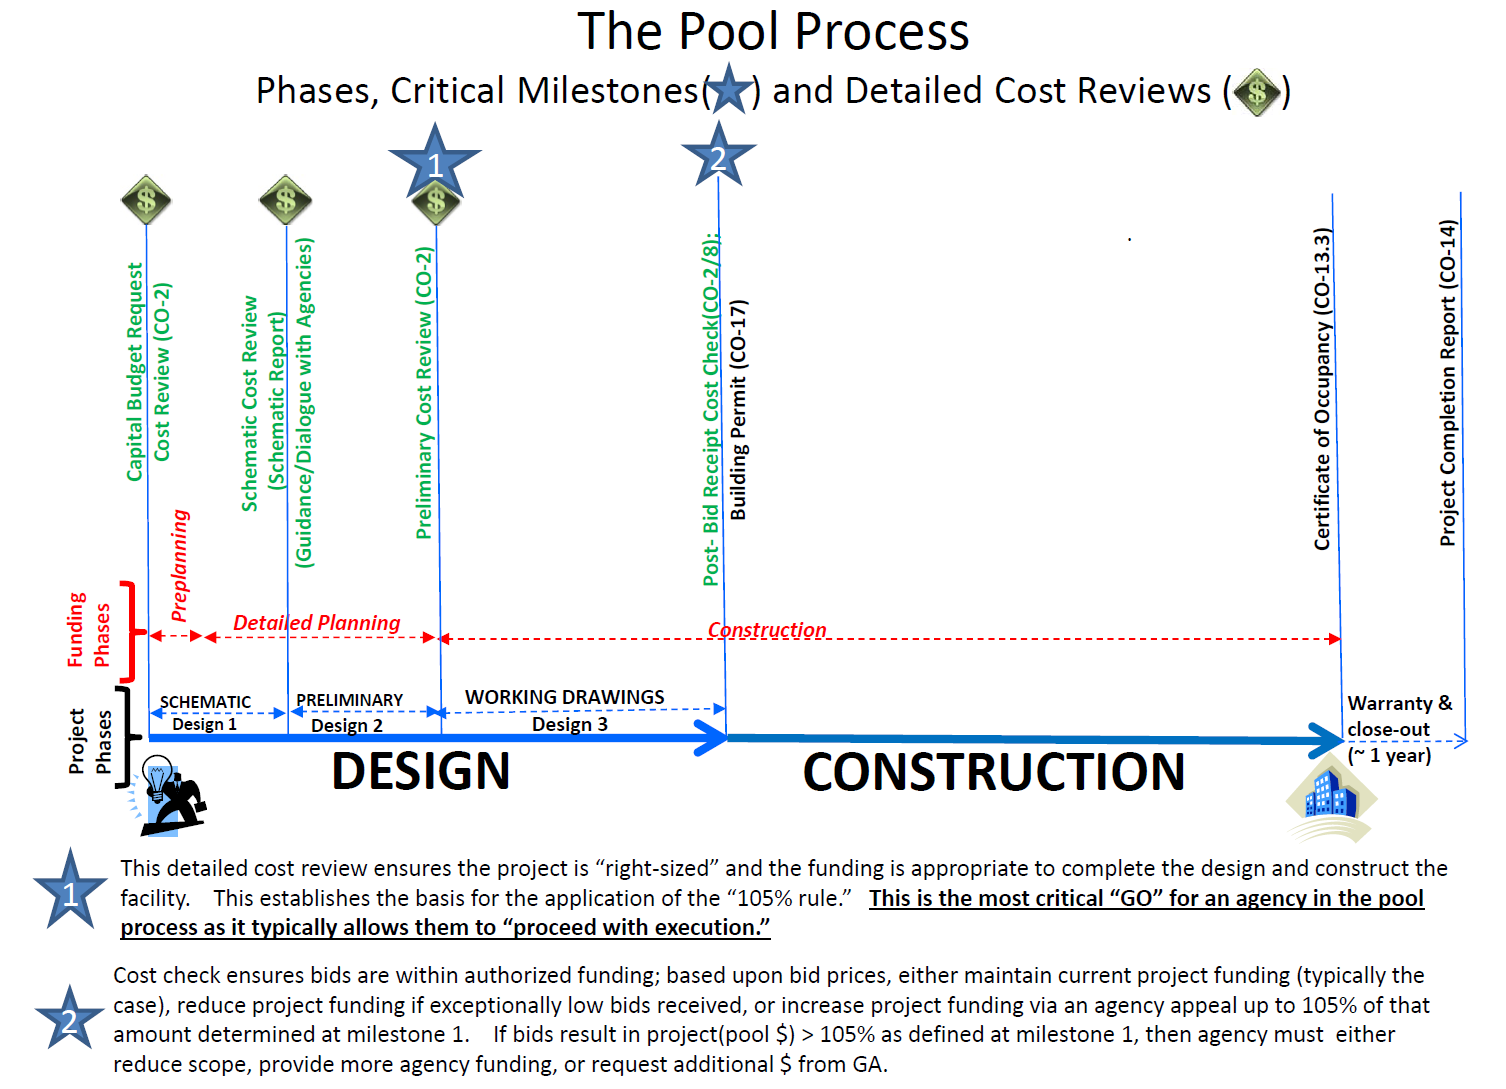 The Pool Process
Phases, Critical Milestones( ) and Detailed Cost Reviews ( $ )
1
2
$
$
$
Capital Budget Request
Cost Review (CO-2)
Schematic Cost Review
(Schematic Report)
(Guidance/Dialogue with Agencies)
Preliminary Cost Review (CO-2)
Post- Bid Receipt Cost Check(CO-2/8);
Building Permit (CO-17)
Certificate of Occupancy (CO-13.3)
Project Completion Report (CO-14)
Funding
Phases
Preplanning
Detailed Planning
Construction
Project
Phases
SCHEMATIC
Design 1
PRELIMINARY
Design 2
WORKING DRAWINGS
Design 3
Warranty &
close-out
(~ 1 year)
DESIGN
CONSTRUCTION
1
This detailed cost review ensures the project is “right-sized” and the funding is appropriate to complete the design and construct the
facility. This establishes the basis for the application of the “105% rule.” This is the most critical “GO” for an agency in the pool
process as it typically allows them to “proceed with execution.”
2
Cost check ensures bids are within authorized funding; based upon bid prices, either maintain current project funding (typically the
case), reduce project funding if exceptionally low bids received, or increase project funding via an agency appeal up to 105% of that
amount determined at milestone 1. If bids result in project(pool $) > 105% as defined at milestone 1, then agency must either
reduce scope, provide more agency funding, or request additional $ from GA.